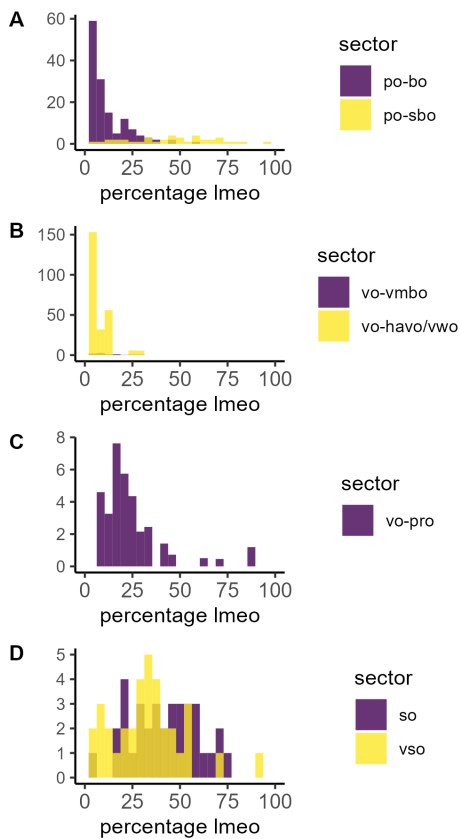 A
60
40
20
0
0 25 50 75 100
percentage lmeo
sector
po-bo
po-sbo
B
150
100
50
0
0 25 50 75 100
percentage lmeo
sector
vo-vmbo
vo-havo/vwo
C
8
6
4
2
0
0 25 50 75 100
percentage lmeo
sector
vo-pro
D
5
4
3
2
1
0
0 25 50 75 100
percentage lmeo
sector
so
vso